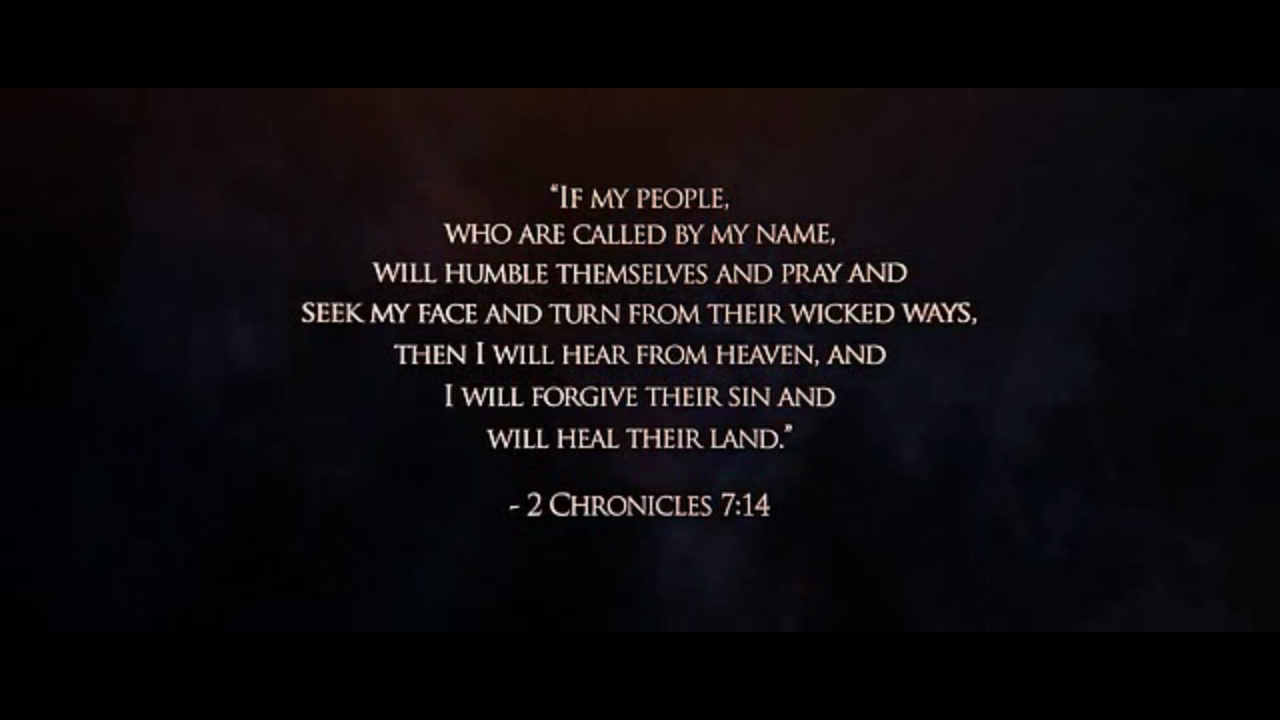 “If my people,
who are called by my name,
will humble themselves and pray and
seek my face and turn from their wicked ways,
then I will hear from heaven, and
I will forgive their sin and
will heal their land.”
- 2 Chronicles 7:14